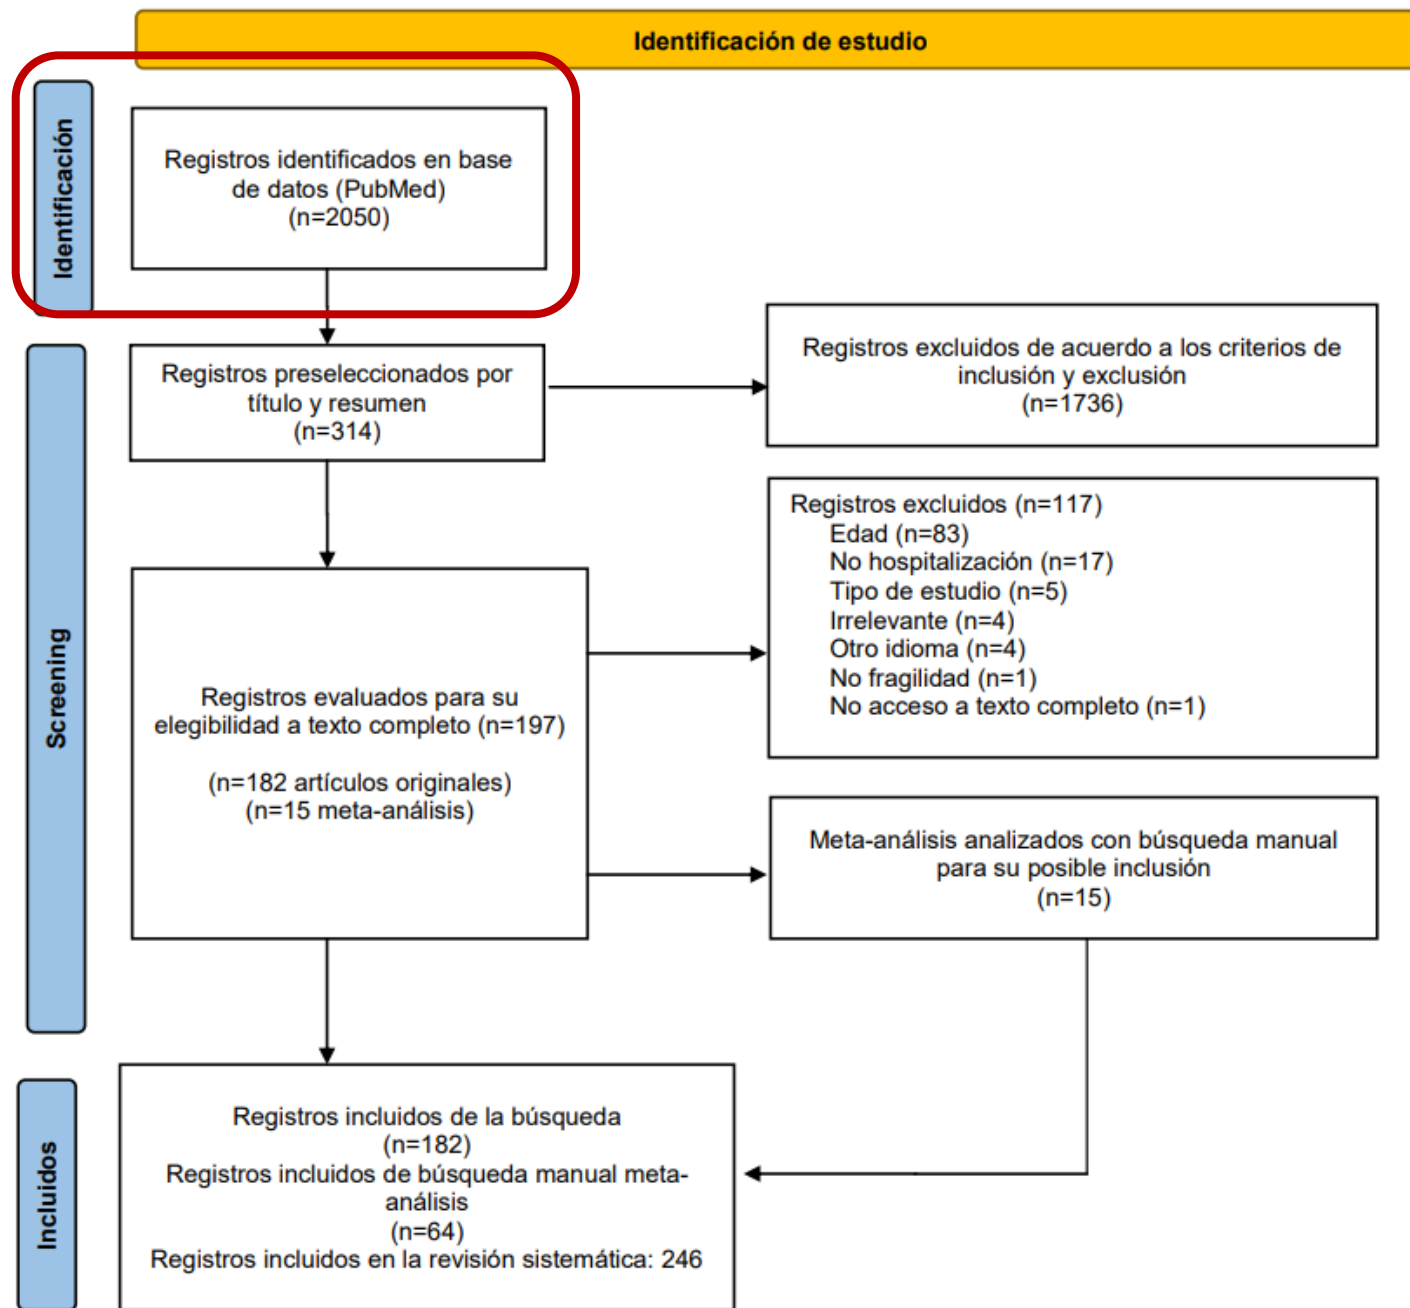 Identificación de estudio
Identificación
Registros identificados en base
de datos (PubMed)
(n=2050)
Screening
Registros preseleccionados por
título y resumen
(n=314)
Registros excluidos de acuerdo a los criterios de
inclusión y exclusión
(n=1736)
Registros evaluados para su
elegibilidad a texto completo (n=197)
(n=182 artículos originales)
(n=15 meta-análisis)
Registros excluidos (n=117)
Edad (n=83)
No hospitalización (n=17)
Tipo de estudio (n=5)
Irrelevante (n=4)
Otro idioma (n=4)
No fragilidad (n=1)
No acceso a texto completo (n=1)
Meta-análisis analizados con búsqueda manual
para su posible inclusión
(n=15)
Incluidos
Registros incluidos de la búsqueda
(n=182)
Registros incluidos de búsqueda manual meta-
análisis
(n=64)
Registros incluidos en la revisión sistemática: 246